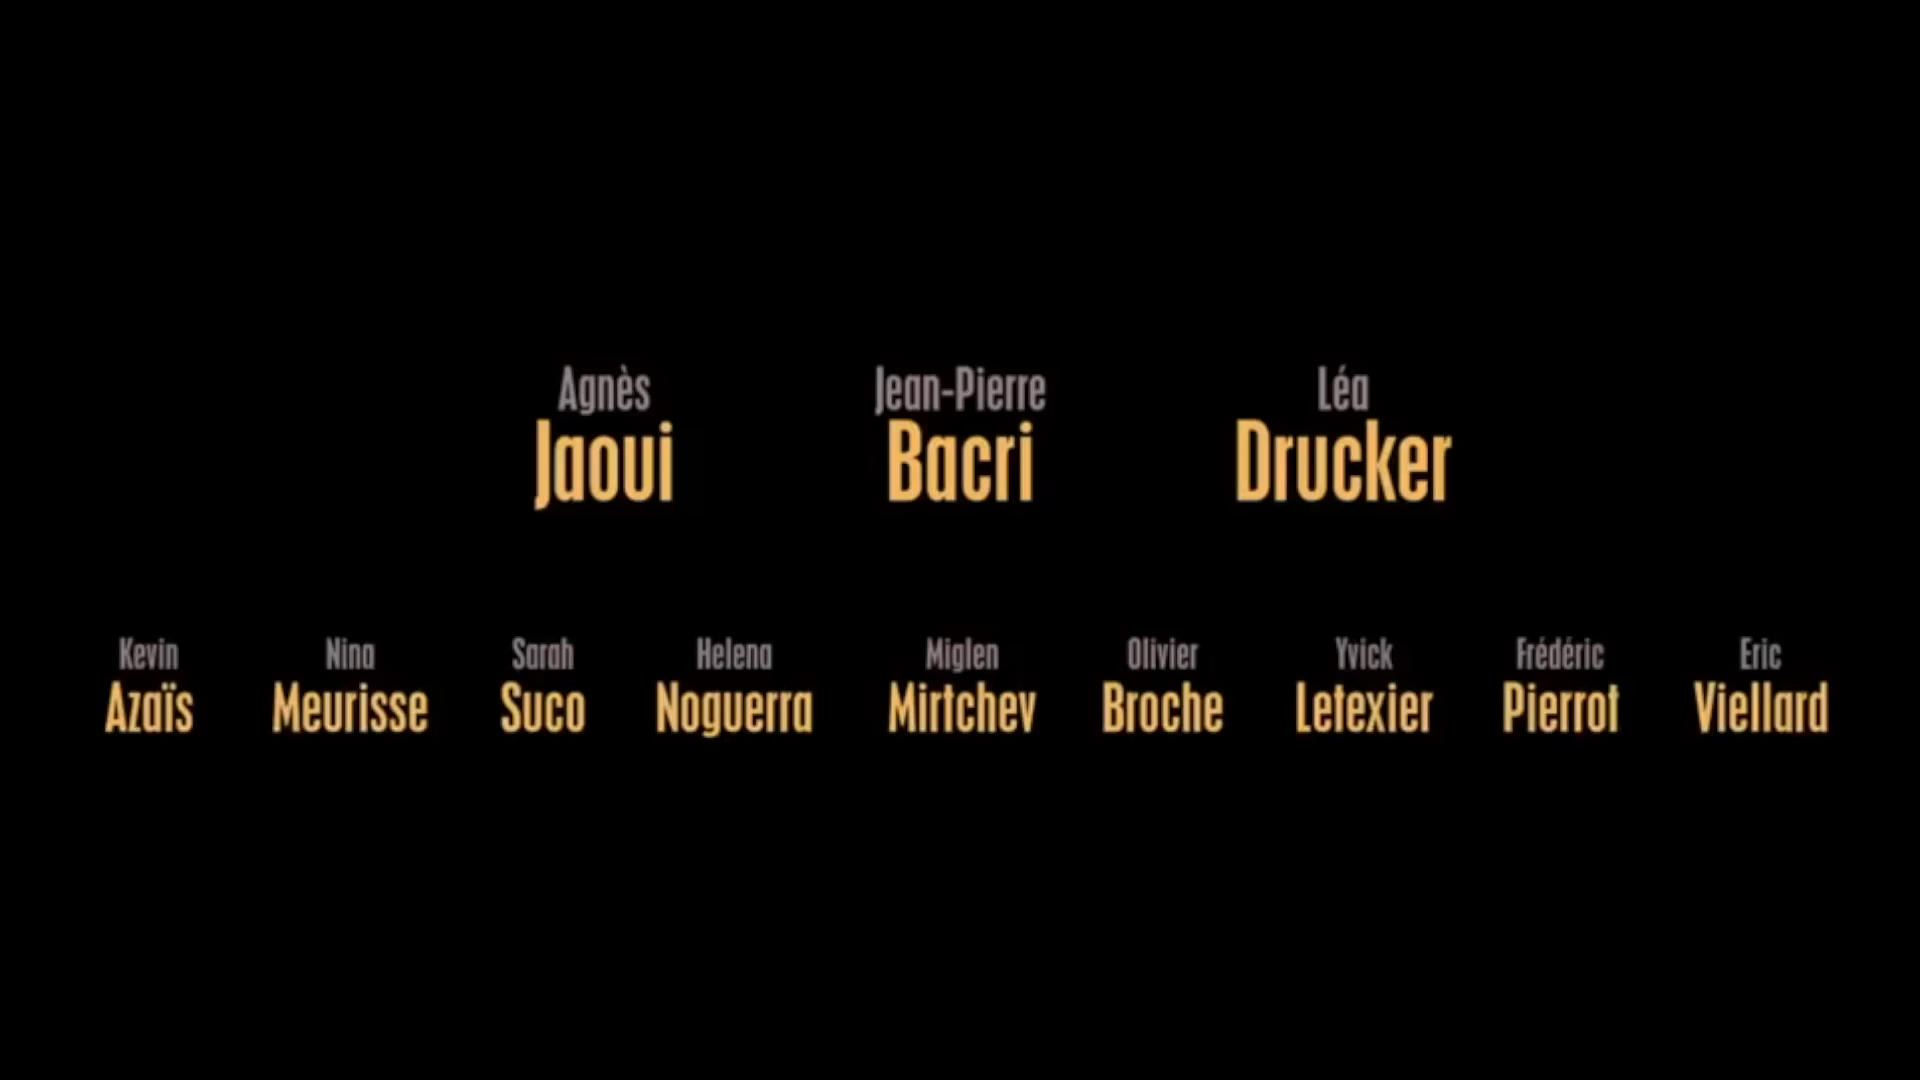 Agnès Jean-Pierre Léa
Jaoui Bacri Drucker
Kevin Nina Sarah Helena Miglen Olivier Yvick Frédéric Eric
Azaïs Meurisse Suco Noguerra Mirtchev Broche Letexier Pierrot Viellard